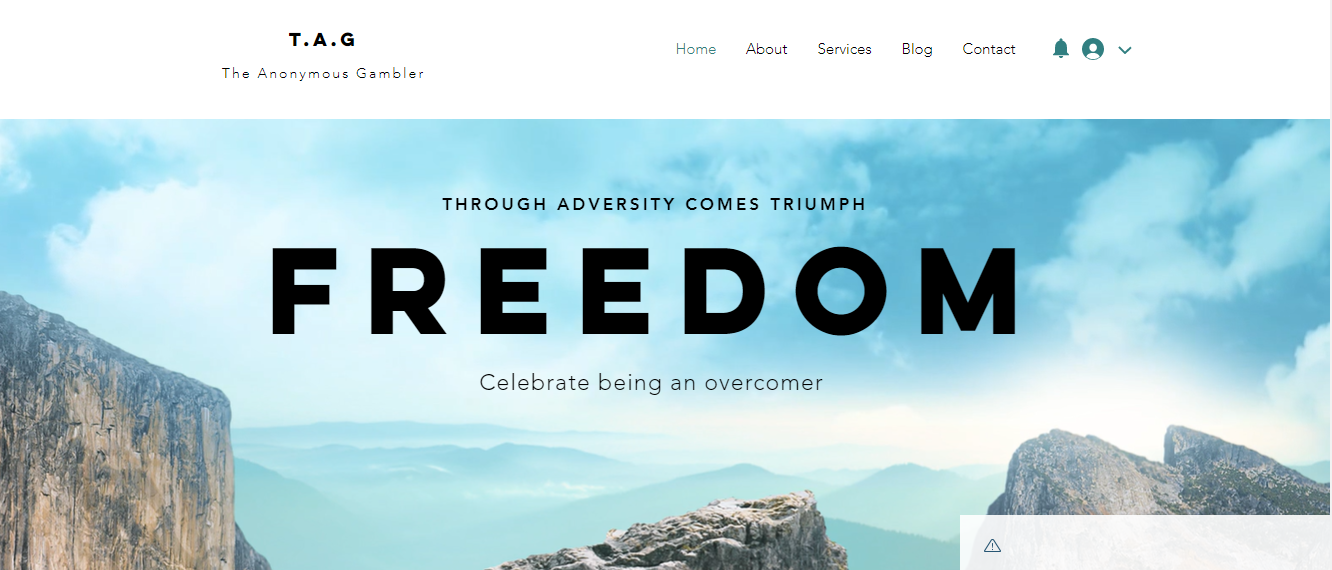 T.A.G
The Anonymous Gambler
Home About Services Blog Contact
THROUGH ADVERSITY COMES TRIUMPH
FREEDOM
Celebrate being an overcomer